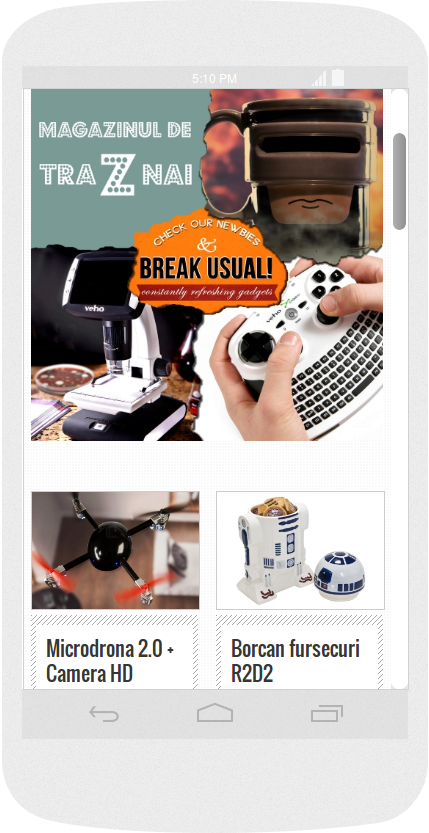 5:10 PM
MAGAZINUL DE
TRAZNAI
CHECK OUR NEWBIES
&
BREAK USUAL!
constantly refreshing gadgets
veho
veho
Microdrona 2.0 +
Camera HD
Borcan fursecuri
R2D2